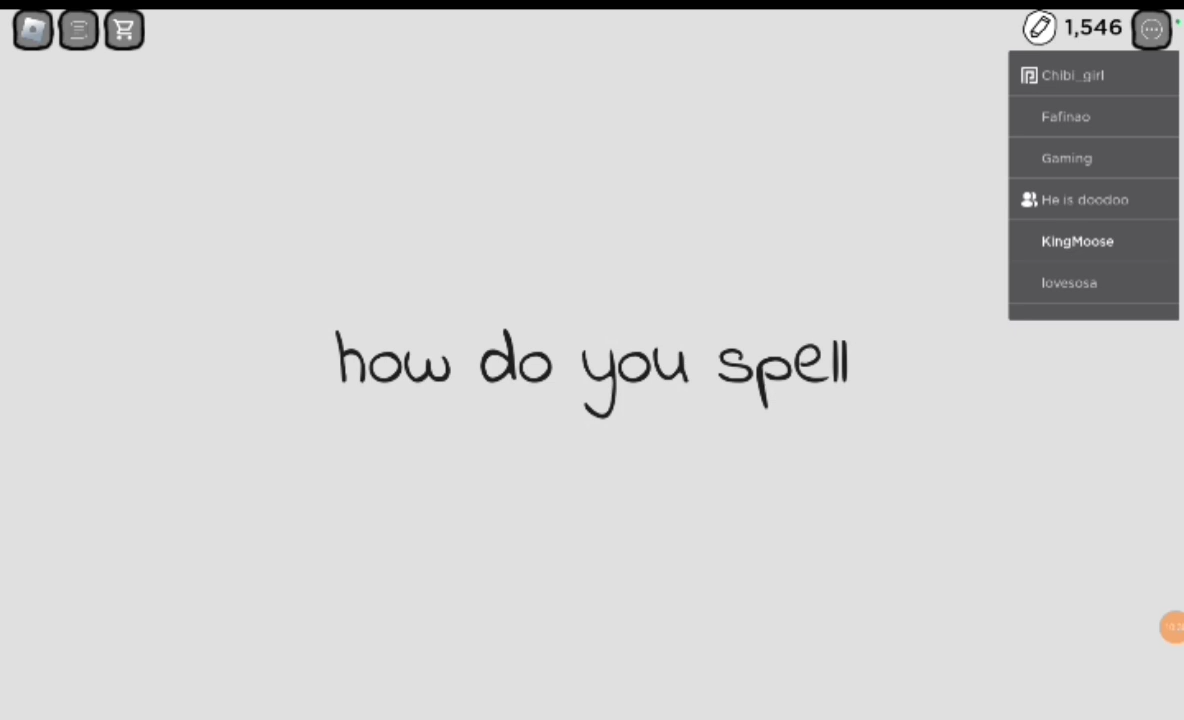 1,546
Chibi_girl
Fafinao
Gaming
He is doodoo
KingMoose
lovesosa
how do you spell